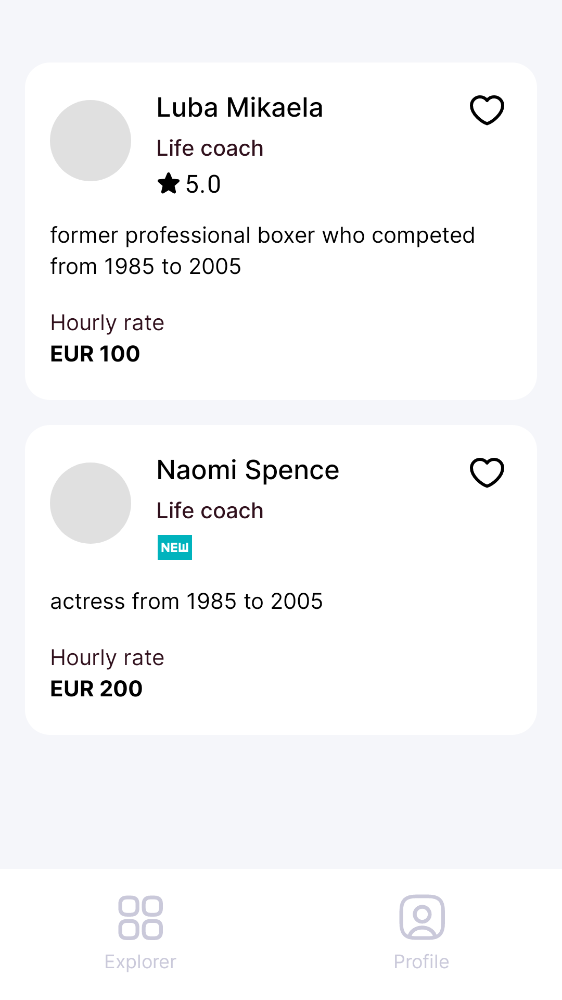 Luba Mikaela
Life coach
5.0
former professional boxer who competed
from 1985 to 2005
Hourly rate
EUR 100
Naomi Spence
Life coach
NEW
actress from 1985 to 2005
Hourly rate
EUR 200
Explorer
Profile